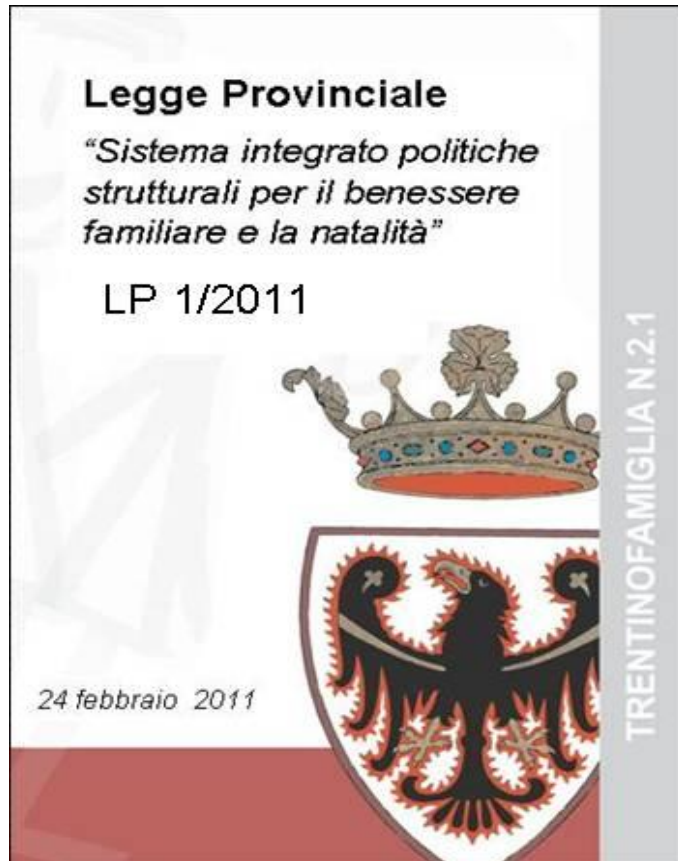 Legge Provinciale
“Sistema integrato politiche
strutturali per il benessere
familiare e la natalità”
LP 1/2011
24 febbraio 2011
TRENTINOFAMIGLIA N.2.1